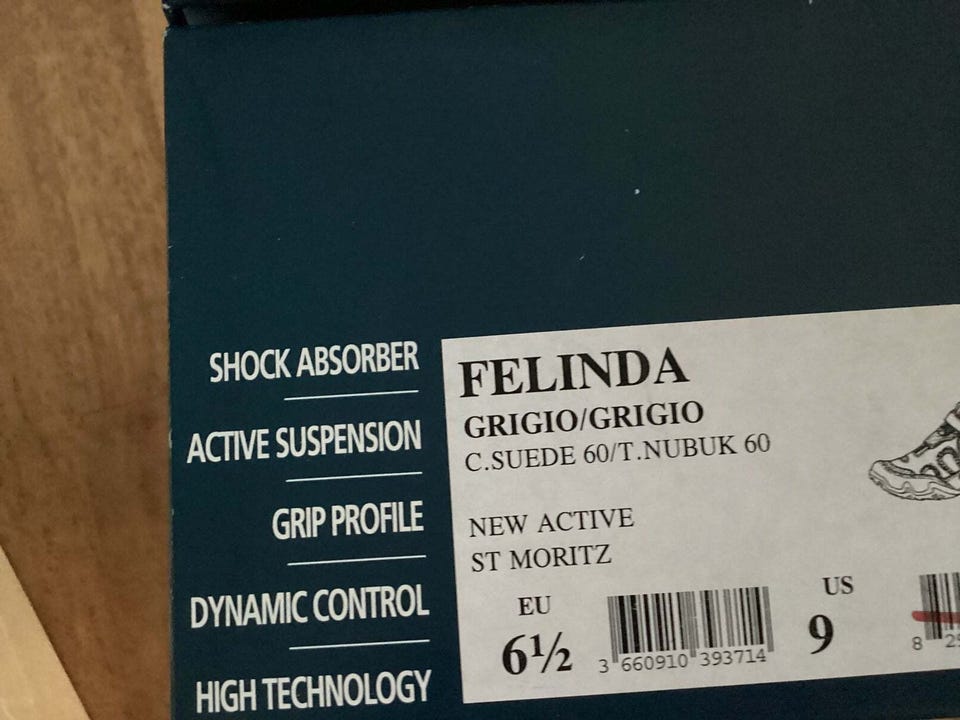 SHOCK ABSORBER
ACTIVE SUSPENSION
GRIP PROFILE
DYNAMIC CONTROL
HIGH TECHNOLOGY
FELINDA
GRIGIO/GRIGIO
C.SUEDE 60/T.NUBUK 60
NEW ACTIVE
ST MORITZ
EU
6½
3 660910 393714
US
9